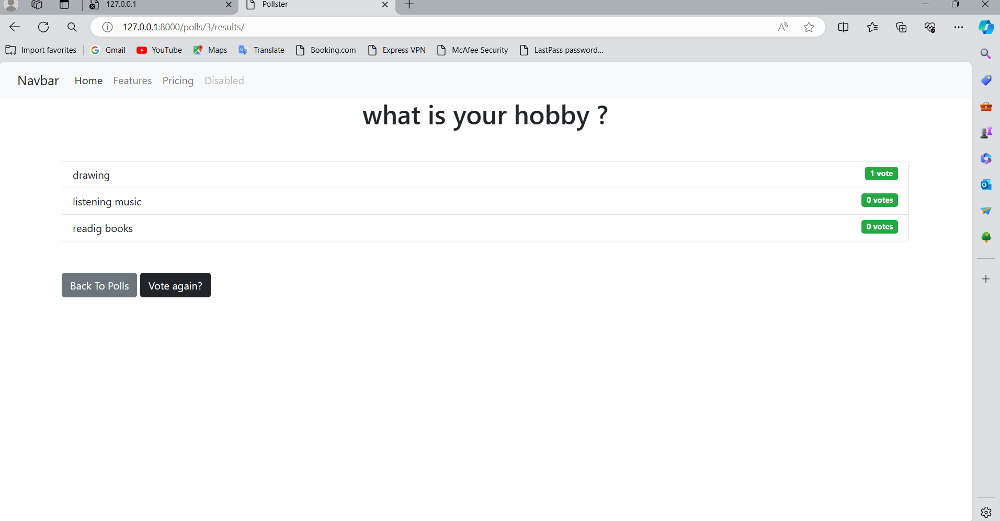 127.0.0.1 Pollster
127.0.0.1:8000/polls/3/results/
Import favorites Gmail YouTube Maps Translate Booking.com Express VPN McAfee Security LastPass password...
Navbar Home Features Pricing Disabled
what is your hobby ?
drawing 1 vote
listening music 0 votes
readig books 0 votes
Back To Polls Vote again?